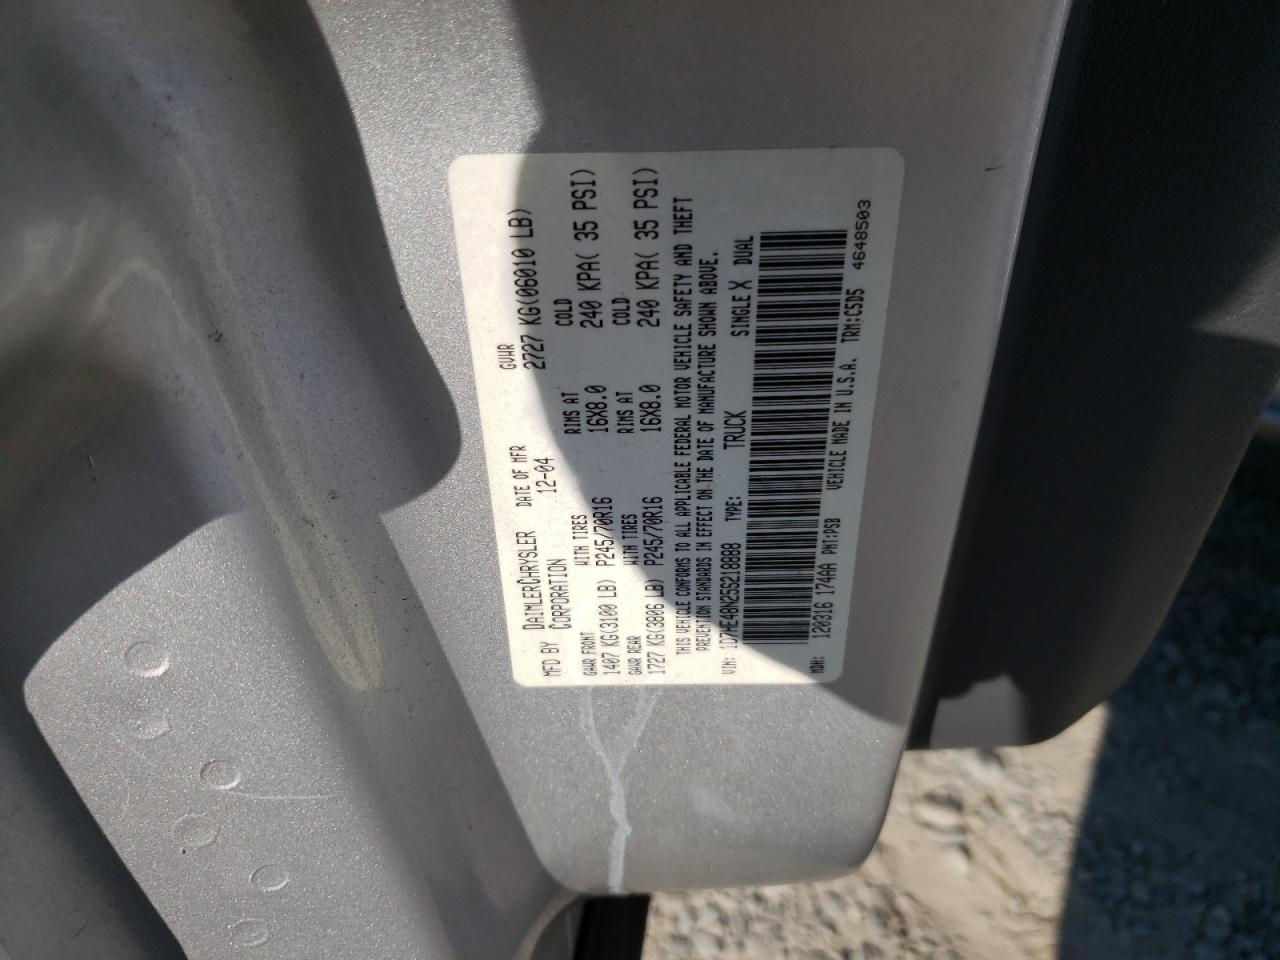 MFD BY DAIMLERCHRYSLER CORPORATION
DATE OF MFR 12-04
GVWR 2727 KG(06010 LB)
GAWR FRONT WITH TIRES RIMS AT COLD
1407 KG(3100 LB) P245/70R16 16X8.0 240 KPA( 35 PSI)
GAWR REAR WITH TIRES RIMS AT COLD
1727 KG(3806 LB) P245/70R16 16X8.0 240 KPA( 35 PSI)
THIS VEHICLE CONFORMS TO ALL APPLICABLE FEDERAL MOTOR VEHICLE SAFETY AND THEFT
PREVENTION STANDARDS IN EFFECT ON THE DATE OF MANUFACTURE SHOWN ABOVE.
VIN: 1D7HE48N25S218888 TYPE: TRUCK SINGLE X DUAL
MDH: 120316 174AA PNT:PSB VEHICLE MADE IN U.S.A. TRM:C5D5 4648503